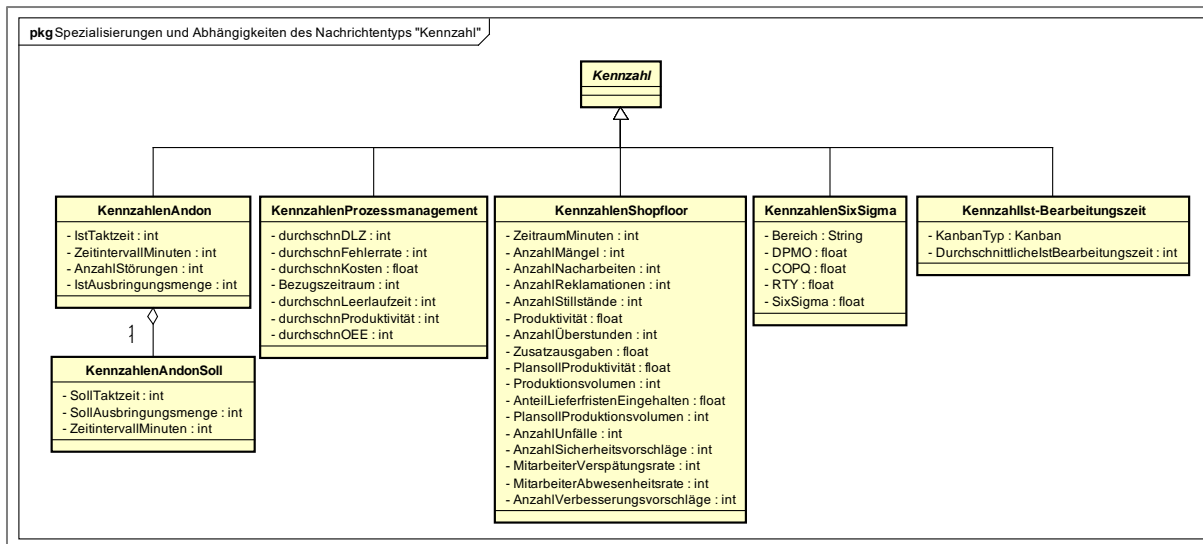 pkg Spezialisierungen und Abhängigkeiten des Nachrichtentyps "Kennzahl"
Kennzahl
KennzahlenAndon
- IstTaktzeit : int
- ZeitintervallMinuten : int
- AnzahlStörungen : int
- IstAusbringungsmenge : int
1
1
KennzahlenAndonSoll
- SollTaktzeit : int
- SollAusbringungsmenge : int
- ZeitintervallMinuten : int
KennzahlenProzessmanagement
- durchschnDLZ : int
- durchschnFehlerrate : int
- durchschnKosten : float
- Bezugszeitraum : int
- durchschnLeerlaufzeit : int
- durchschnProduktivität : int
- durchschnOEE : int
KennzahlenShopfloor
- ZeitraumMinuten : int
- AnzahlMängel : int
- AnzahlNacharbeiten : int
- AnzahlReklamationen : int
- AnzahlStillstände : int
- Produktivität : float
- AnzahlÜberstunden : int
- Zusatzausgaben : float
- PlansollProduktivität : float
- Produktionsvolumen : int
- AnteilLieferfristenEingehalten : float
- PlansollProduktionsvolumen : int
- AnzahlUnfälle : int
- AnzahlSicherheitsvorschläge : int
- MitarbeiterVerspätungsrate : int
- MitarbeiterAbwesenheitsrate : int
- AnzahlVerbesserungsvorschläge : int
KennzahlenSixSigma
- Bereich : String
- DPMO : float
- COPQ : float
- RTY : float
- SixSigma : float
KennzahlIst-Bearbeitungszeit
- KanbanTyp : Kanban
- DurchschnittlicheIstBearbeitungszeit : int